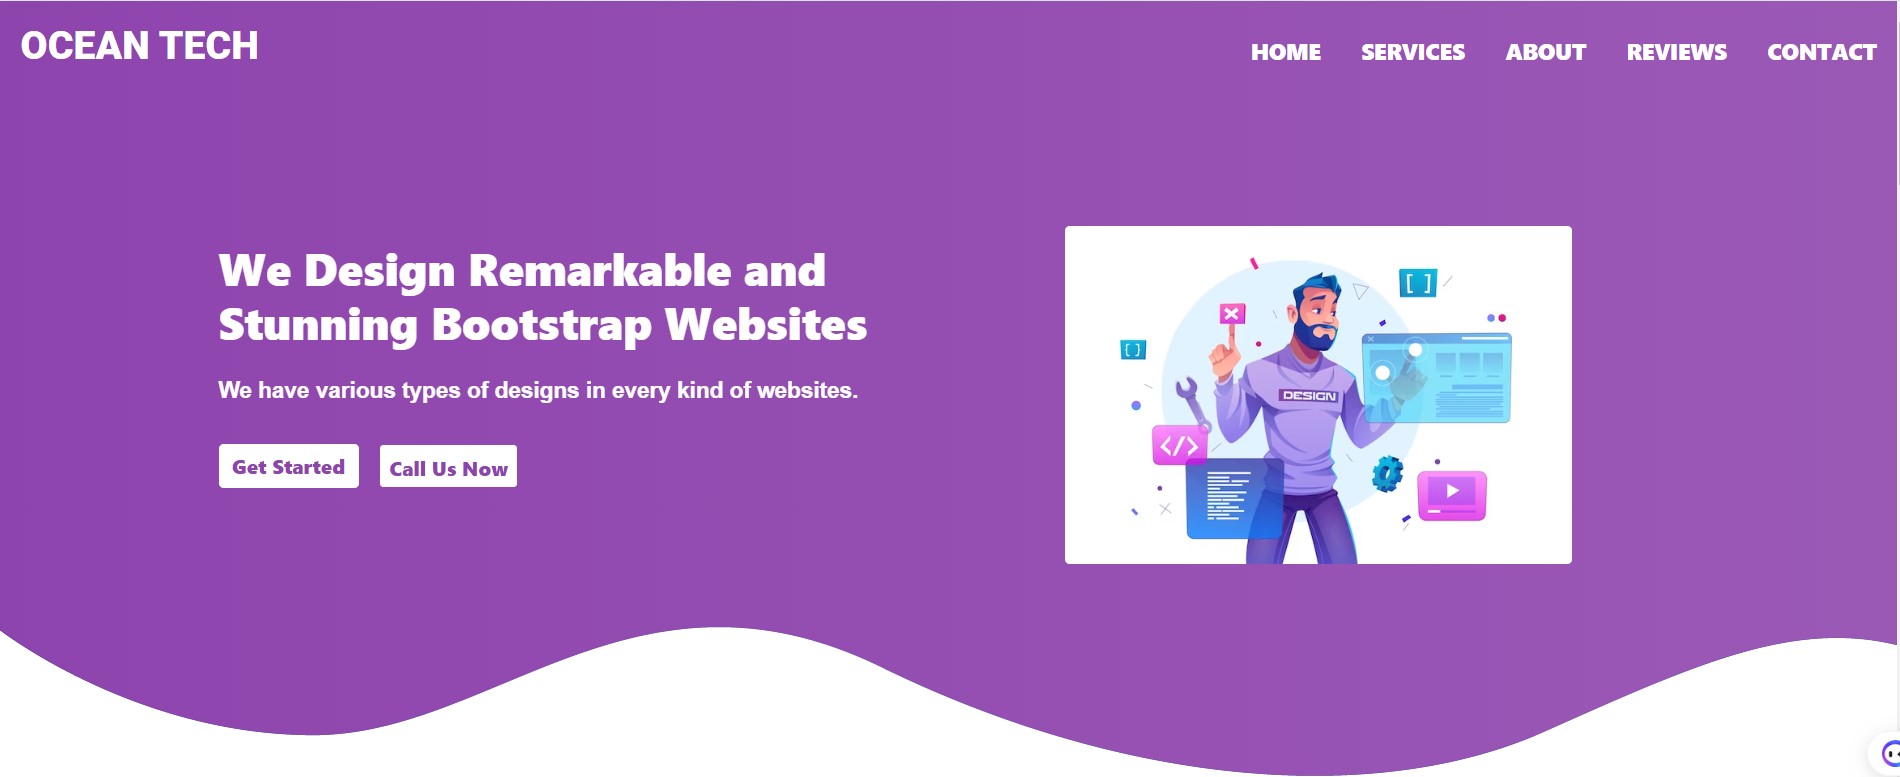 OCEAN TECH
HOME SERVICES ABOUT REVIEWS CONTACT
We Design Remarkable and
Stunning Bootstrap Websites
We have various types of designs in every kind of websites.
Get Started Call Us Now
[ ]
{ }
DESIGN
</>